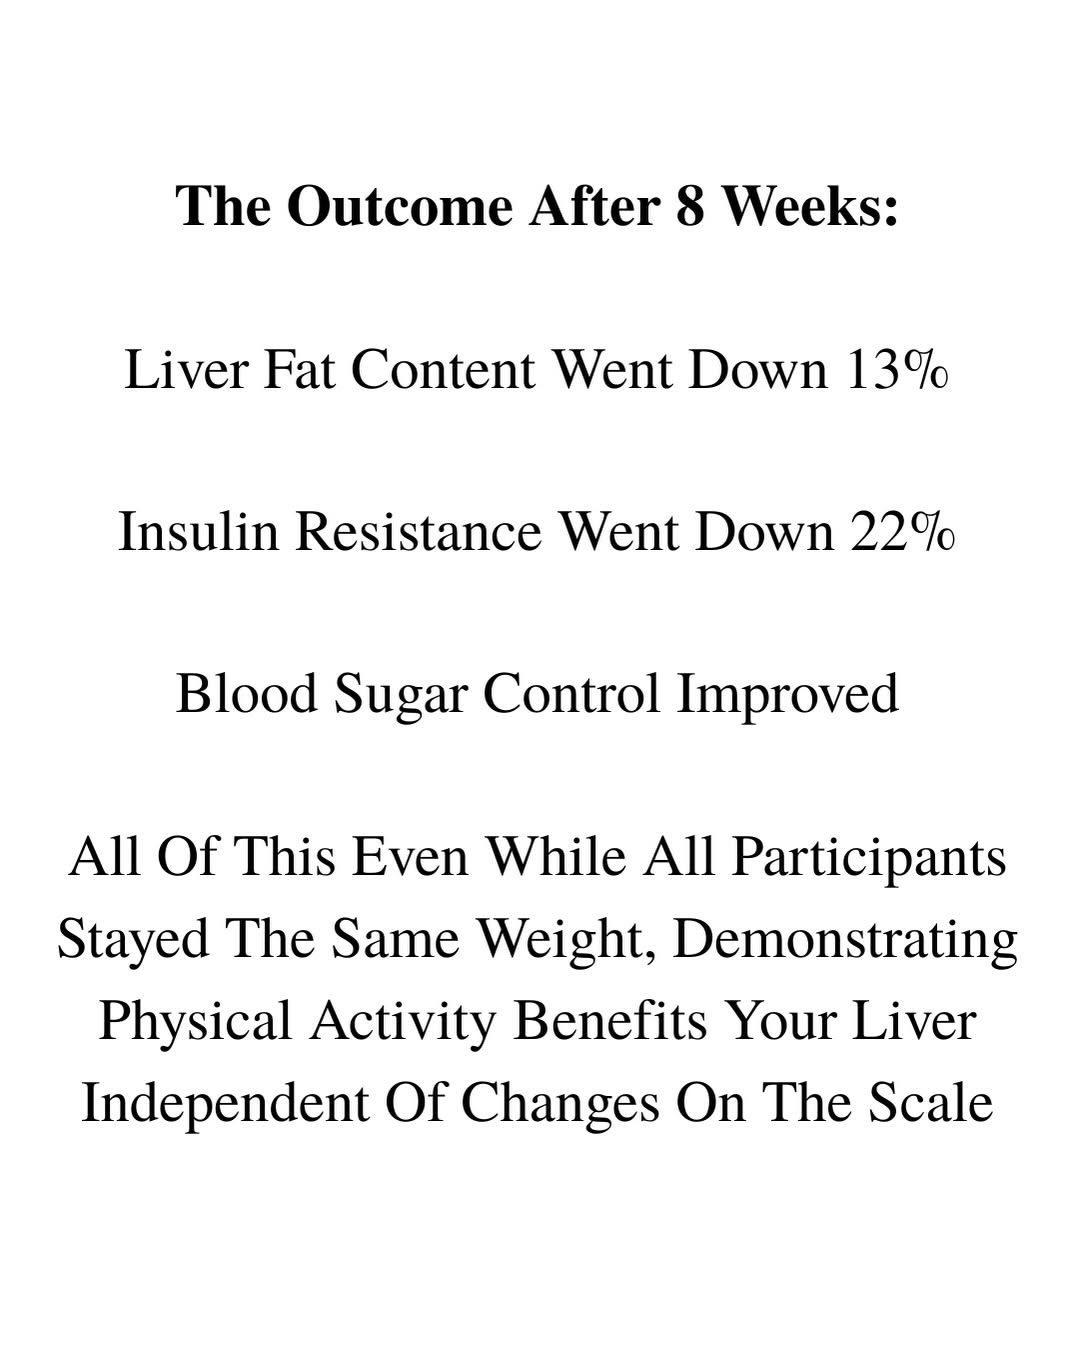 The Outcome After 8 Weeks:
Liver Fat Content Went Down 13%
Insulin Resistance Went Down 22%
Blood Sugar Control Improved
All Of This Even While All Participants
Stayed The Same Weight, Demonstrating
Physical Activity Benefits Your Liver
Independent Of Changes On The Scale